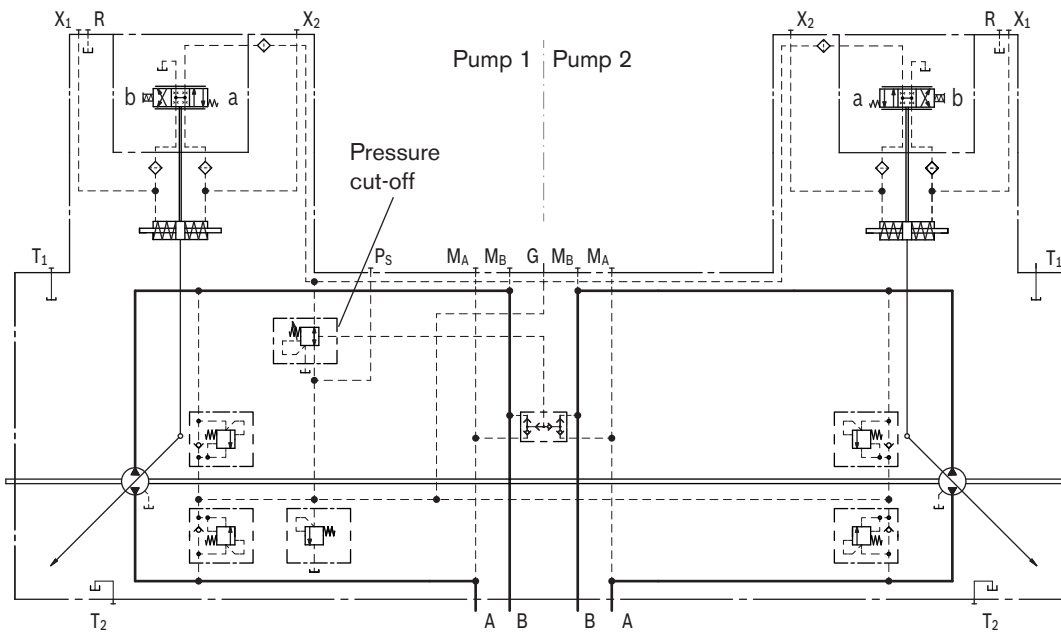 X1 R X2 X2 R X1
Pump 1 Pump 2
b a a b
Pressure
cut-off
T1 PS MA MB G MB MA T1
T2 A B B A T2